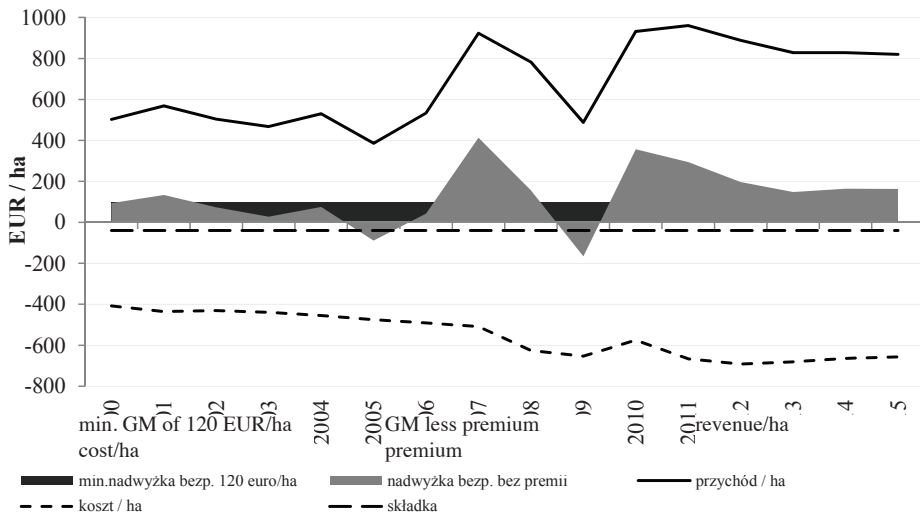 1000
800
600
400
200
0
-200
-400
-600
-800
EUR / ha
2004
2005
2010
2011
min. GM of 120 EUR/ha GM less premium revenue/ha
cost/ha premium
min.nadwyżka bezp. 120 euro/ha nadwyżka bezp. bez premii przychód / ha
koszt / ha składka